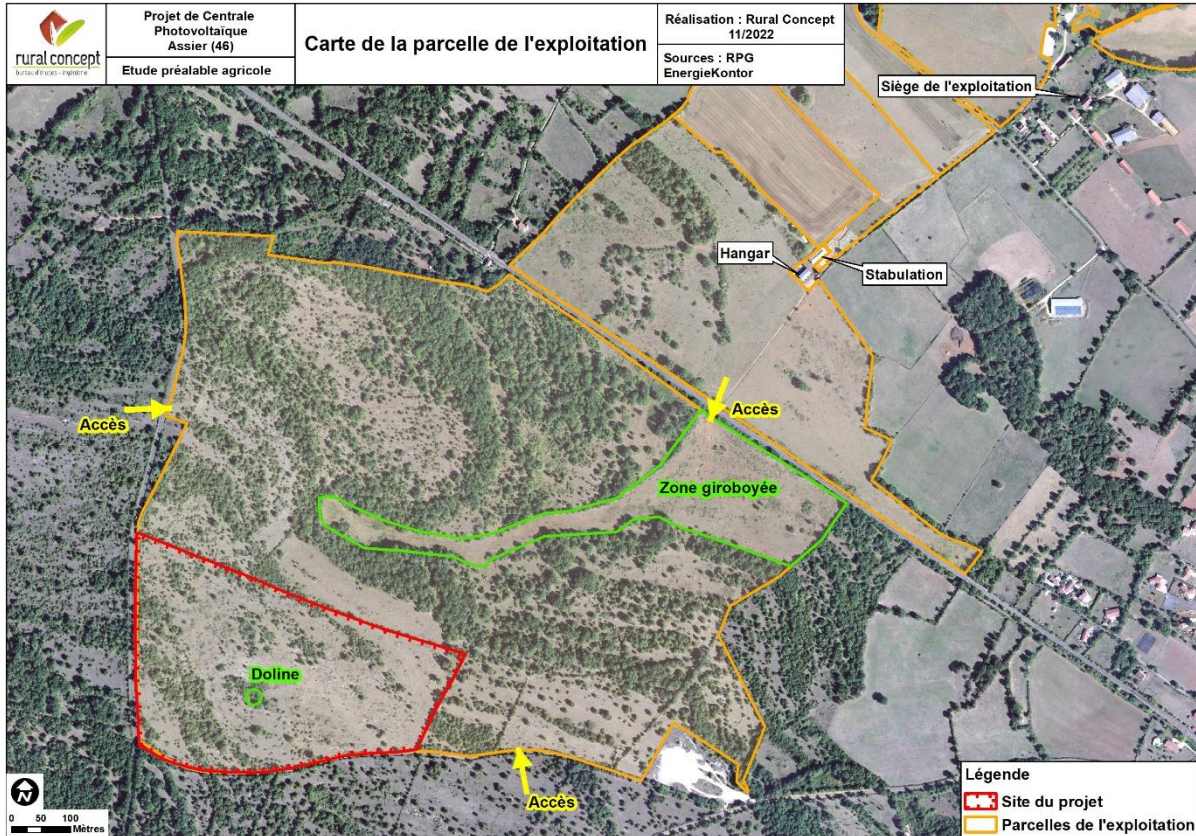 rural concept
bureau d'études - ingénierie
Projet de Centrale
Photovoltaïque
Assier (46)
Etude préalable agricole
Carte de la parcelle de l'exploitation
Réalisation : Rural Concept
11/2022
Sources : RPG
EnergieKontor
Siège de l'exploitation
Hangar
Stabulation
Accès
Accès
Zone giroboyée
Doline
Accès
N
0 50 100
Mètres
Légende
Site du projet
Parcelles de l'exploitation